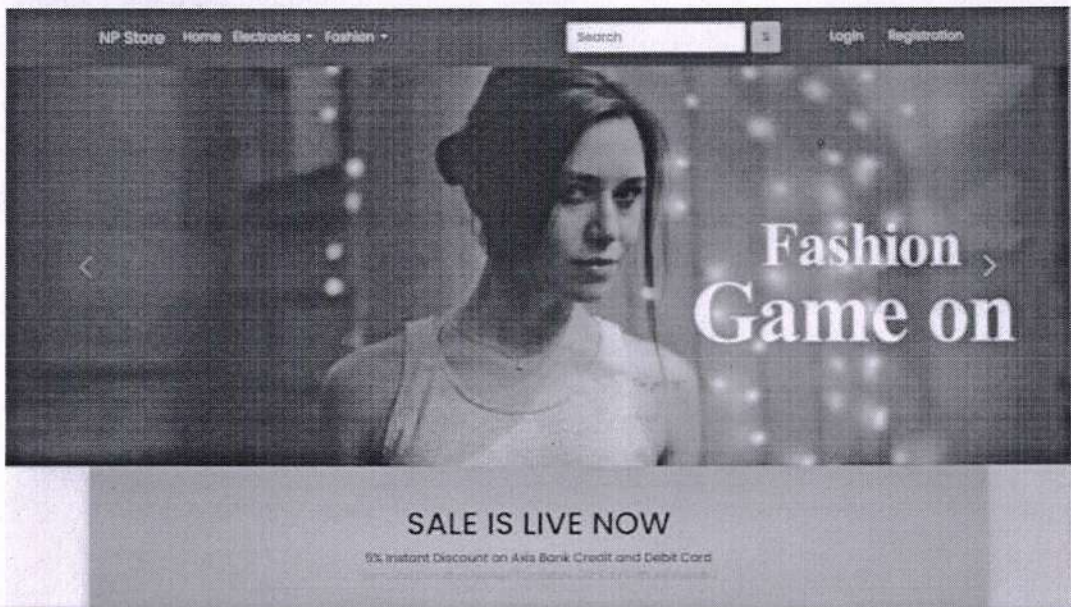 NP Store Home Electronics Fashion Search Login Registration
Fashion
Game on
SALE IS LIVE NOW
5% Instant Discount on Axis Bank Credit and Debit Card